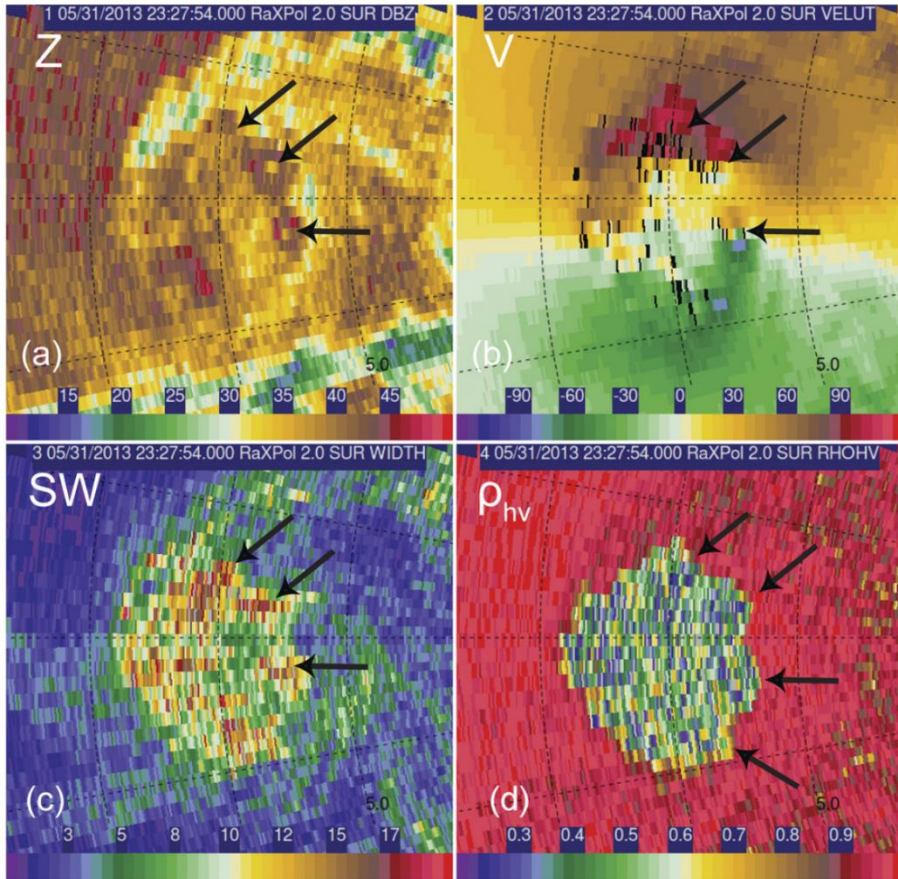 1 05/31/2013 23:27:54.000 RaXPol 2.0 SUR DBZ
Z
(a)
5.0
15 20 25 30 35 40 45
2 05/31/2013 23:27:54.000 RaXPol 2.0 SUR VELUT
V
(b)
5.0
-90 -60 -30 0 30 60 90
3 05/31/2013 23:27:54.000 RaXPol 2.0 SUR WIDTH
SW
(c)
5.0
3 5 8 10 12 15 17
4 05/31/2013 23:27:54.000 RaXPol 2.0 SUR RHOHV
ρhv
(d)
5.0
0.3 0.4 0.5 0.6 0.7 0.8 0.9